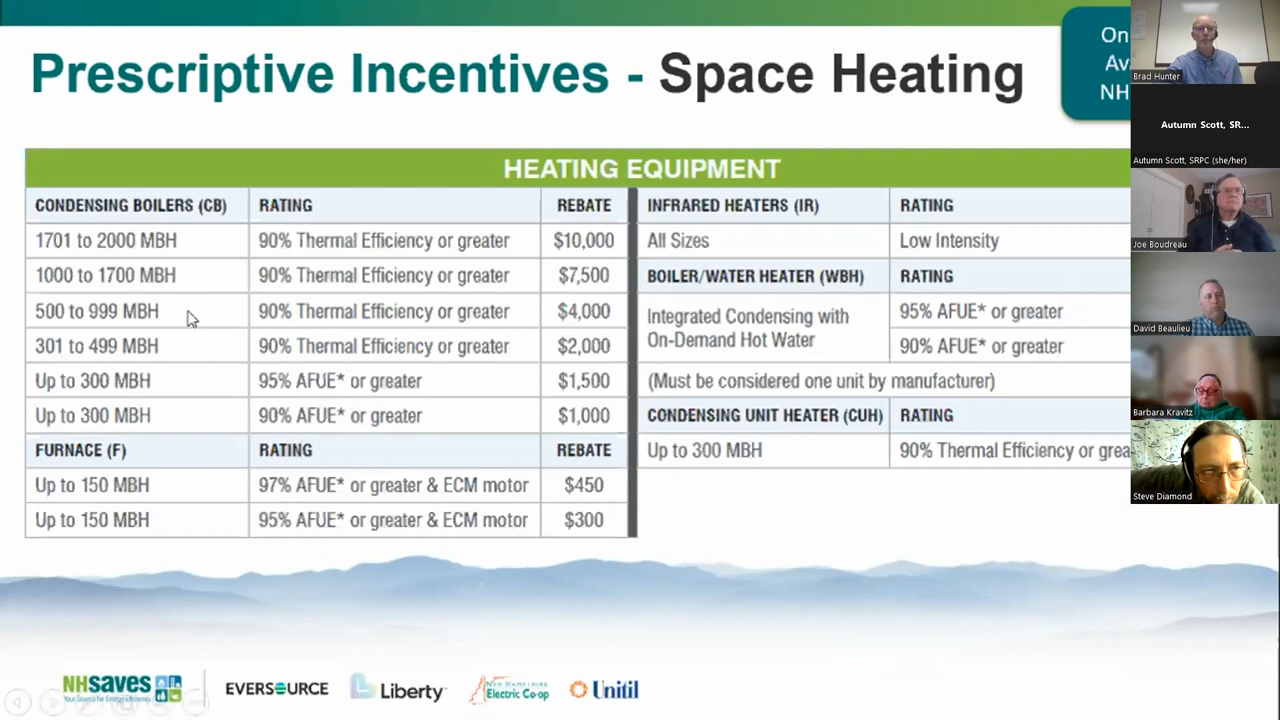 Prescriptive Incentives - Space Heating
On
Av
NH
HEATING EQUIPMENT
CONDENSING BOILERS (CB) RATING REBATE
1701 to 2000 MBH 90% Thermal Efficiency or greater $10,000
1000 to 1700 MBH 90% Thermal Efficiency or greater $7,500
500 to 999 MBH 90% Thermal Efficiency or greater $4,000
301 to 499 MBH 90% Thermal Efficiency or greater $2,000
Up to 300 MBH 95% AFUE* or greater $1,500
Up to 300 MBH 90% AFUE* or greater $1,000
FURNACE (F) RATING REBATE
Up to 150 MBH 97% AFUE* or greater & ECM motor $450
Up to 150 MBH 95% AFUE* or greater & ECM motor $300
INFRARED HEATERS (IR) RATING
All Sizes Low Intensity
BOILER/WATER HEATER (WBH) RATING
Integrated Condensing with
On-Demand Hot Water
95% AFUE* or greater
90% AFUE* or greater
(Must be considered one unit by manufacturer)
CONDENSING UNIT HEATER (CUH) RATING
Up to 300 MBH 90% Thermal Efficiency or grea
Brad Hunter
Autumn Scott, SR...
Autumn Scott, SRPC (she/her)
Joe Boudreau
David Beaulieu
Barbara Kravitz
Steve Diamond
NHsaves
Your Source for Energy Efficiency
EVERSOURCE
Liberty
New Hampshire
Electric Co-op
Unitil